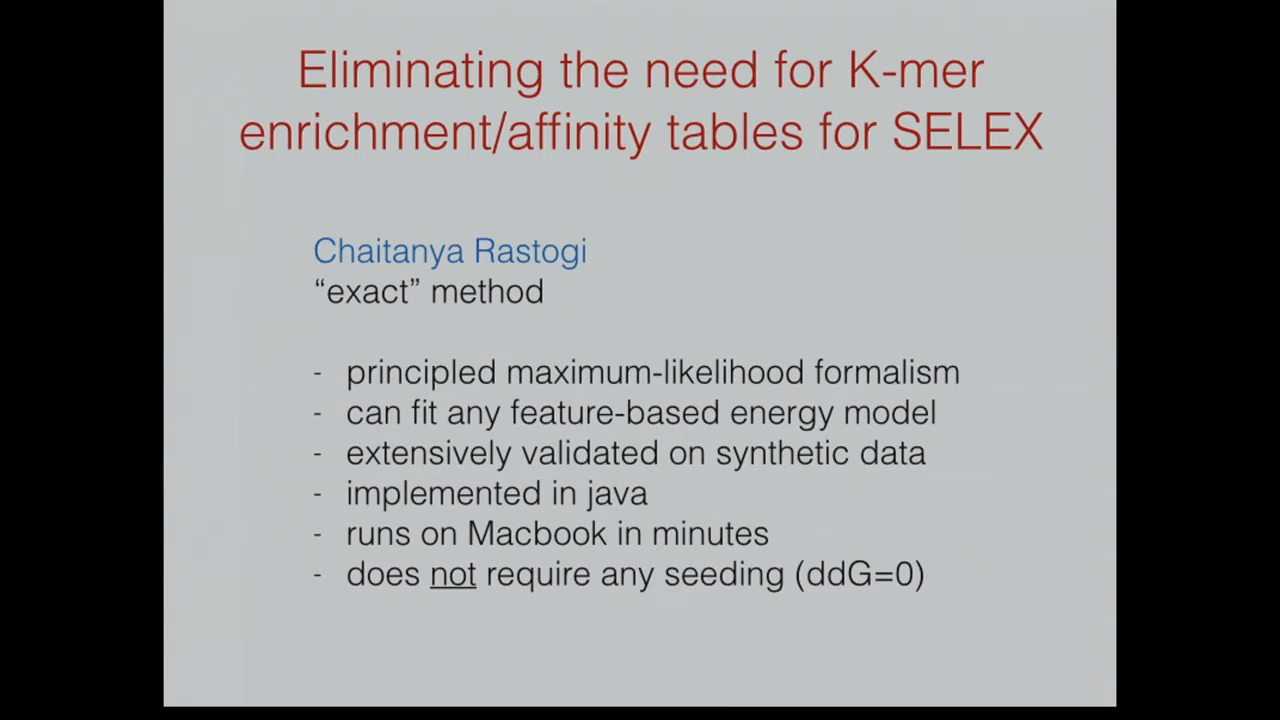 Eliminating the need for K-mer
enrichment/affinity tables for SELEX
Chaitanya Rastogi
“exact” method
- principled maximum-likelihood formalism
- can fit any feature-based energy model
- extensively validated on synthetic data
- implemented in java
- runs on Macbook in minutes
- does not require any seeding (ddG=0)